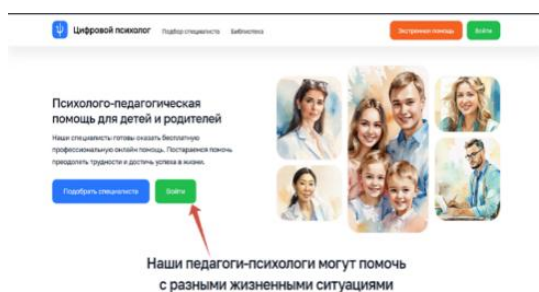 Цифровой психолог
Подбор специалиста
Библиотека
Экстренная помощь
Войти
Психолого-педагогическая
помощь для детей и родителей
Наши специалисты готовы оказать бесплатную
профессиональную онлайн помощь. Постараемся помочь
преодолеть трудности и достичь успеха в жизни.
Подобрать специалиста
Войти
Наши педагоги-психологи могут помочь
с разными жизненными ситуациями